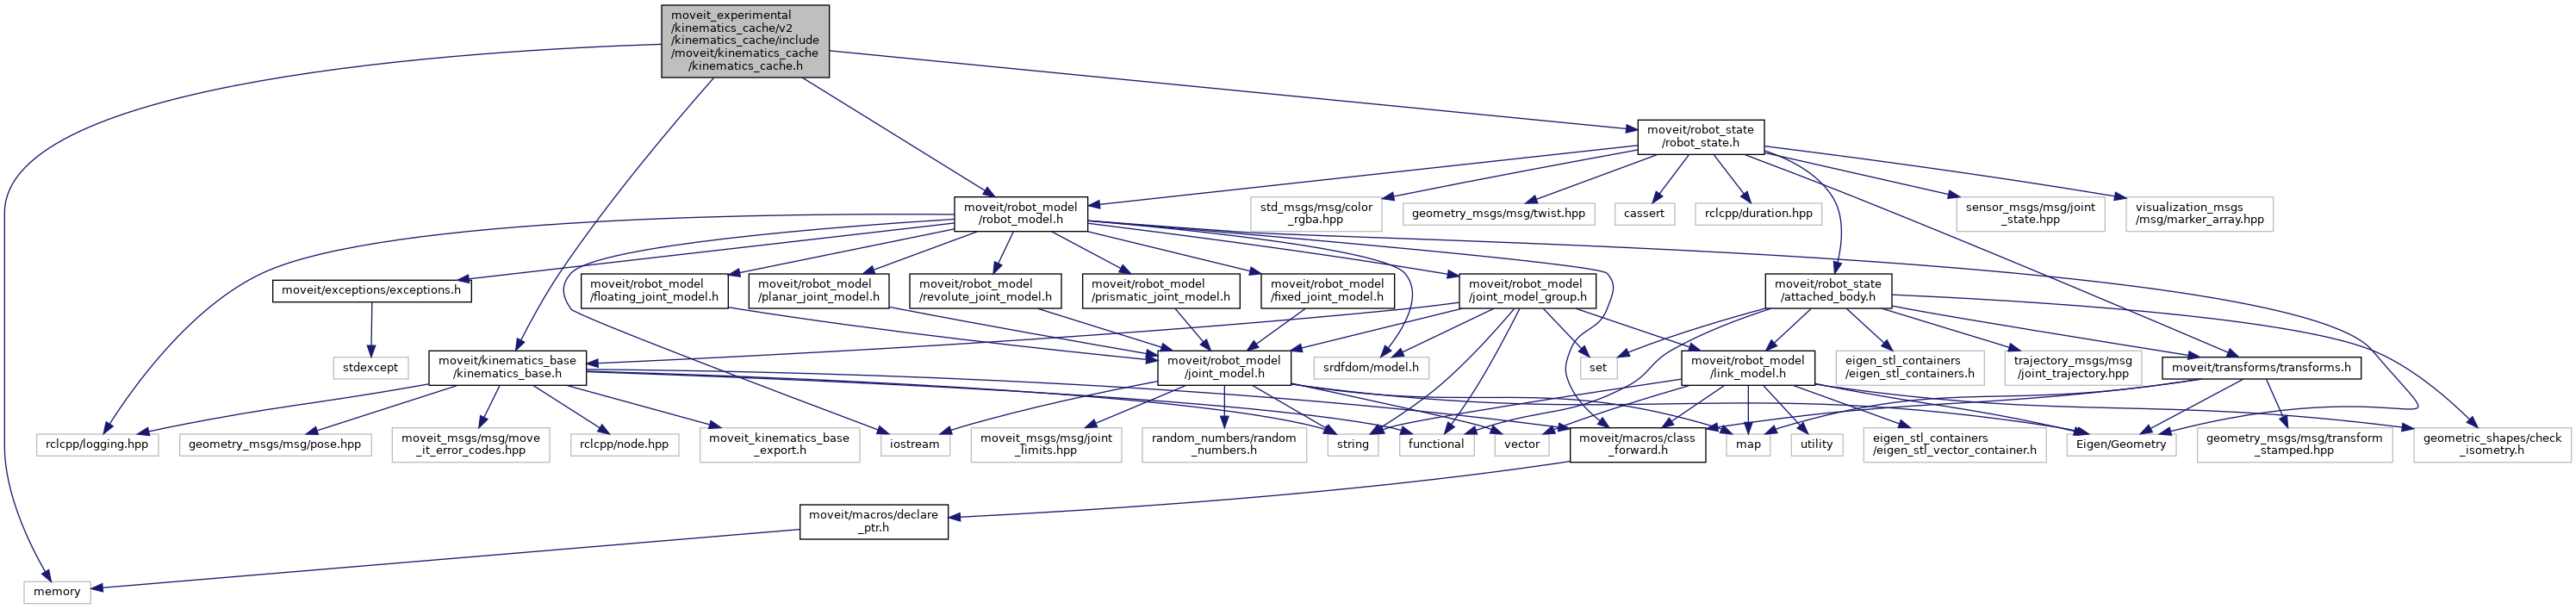 moveit_experimental
/kinematics_cache/v2
/kinematics_cache/include
/moveit/kinematics_cache
/kinematics_cache.h
moveit/robot_state
/robot_state.h
moveit/robot_model
/robot_model.h
std_msgs/msg/color
_rgba.hpp
geometry_msgs/msg/twist.hpp
cassert
rclcpp/duration.hpp
sensor_msgs/msg/joint
_state.hpp
visualization_msgs
/msg/marker_array.hpp
moveit/exceptions/exceptions.h
moveit/robot_model
/floating_joint_model.h
moveit/robot_model
/planar_joint_model.h
moveit/robot_model
/revolute_joint_model.h
moveit/robot_model
/prismatic_joint_model.h
moveit/robot_model
/fixed_joint_model.h
moveit/robot_model
/joint_model_group.h
moveit/robot_state
/attached_body.h
stdexcept
moveit/kinematics_base
/kinematics_base.h
moveit/robot_model
/joint_model.h
srdfdom/model.h
set
moveit/robot_model
/link_model.h
eigen_stl_containers
/eigen_stl_containers.h
trajectory_msgs/msg
/joint_trajectory.hpp
moveit/transforms/transforms.h
rclcpp/logging.hpp
geometry_msgs/msg/pose.hpp
moveit_msgs/msg/move
_it_error_codes.hpp
rclcpp/node.hpp
moveit_kinematics_base
_export.h
iostream
moveit_msgs/msg/joint
_limits.hpp
random_numbers/random
_numbers.h
string
functional
vector
moveit/macros/class
_forward.h
map
utility
eigen_stl_containers
/eigen_stl_vector_container.h
Eigen/Geometry
geometry_msgs/msg/transform
_stamped.hpp
geometric_shapes/check
_isometry.h
moveit/macros/declare
_ptr.h
memory